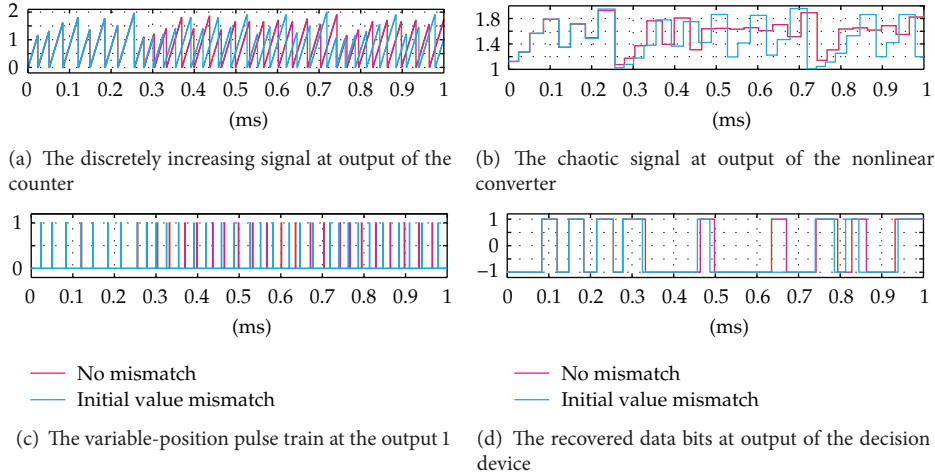 2
1
0
0 0.1 0.2 0.3 0.4 0.5 0.6 0.7 0.8 0.9 1
(ms)
(a) The discretely increasing signal at output of the
counter
1.8
1.4
1
0 0.1 0.2 0.3 0.4 0.5 0.6 0.7 0.8 0.9 1
(ms)
(b) The chaotic signal at output of the nonlinear
converter
1
0
0 0.1 0.2 0.3 0.4 0.5 0.6 0.7 0.8 0.9 1
(ms)
No mismatch
Initial value mismatch
(c) The variable-position pulse train at the output 1
1
0
−1
0 0.1 0.2 0.3 0.4 0.5 0.6 0.7 0.8 0.9 1
(ms)
No mismatch
Initial value mismatch
(d) The recovered data bits at output of the decision
device